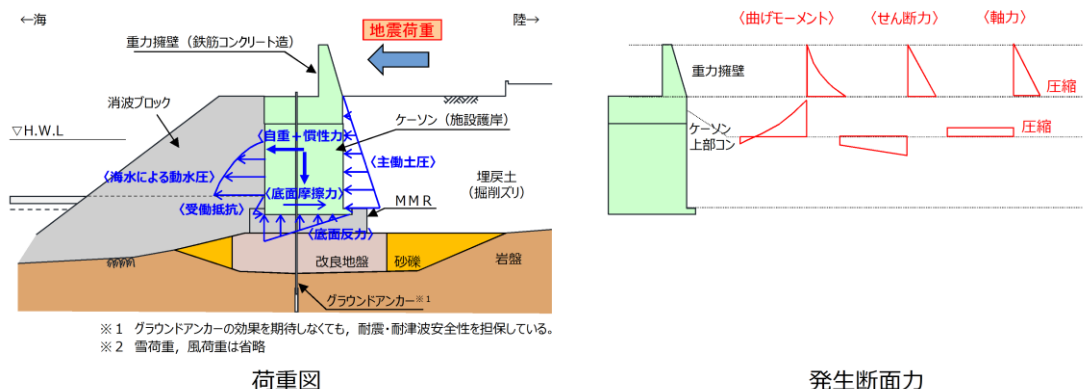 ←海
陸→
地震荷重
重力擁壁（鉄筋コンクリート造）
消波ブロック
▽H.W.L
ケーソン（施設護岸）
〈自重＋慣性力〉
〈主働土圧〉
〈海水による動水圧〉
〈底面摩擦力〉
埋戻土
（掘削ズリ）
〈受働抵抗〉
MMR
〈底面反力〉
改良地盤
砂礫
岩盤
グラウンドアンカー※1
※1 グラウンドアンカーの効果を期待しなくても，耐震・耐津波安全性を担保している。
※2 雪荷重，風荷重は省略
荷重図
〈曲げモーメント〉
〈せん断力〉
〈軸力〉
重力擁壁
圧縮
ケーソン
上部コン
圧縮
発生断面力